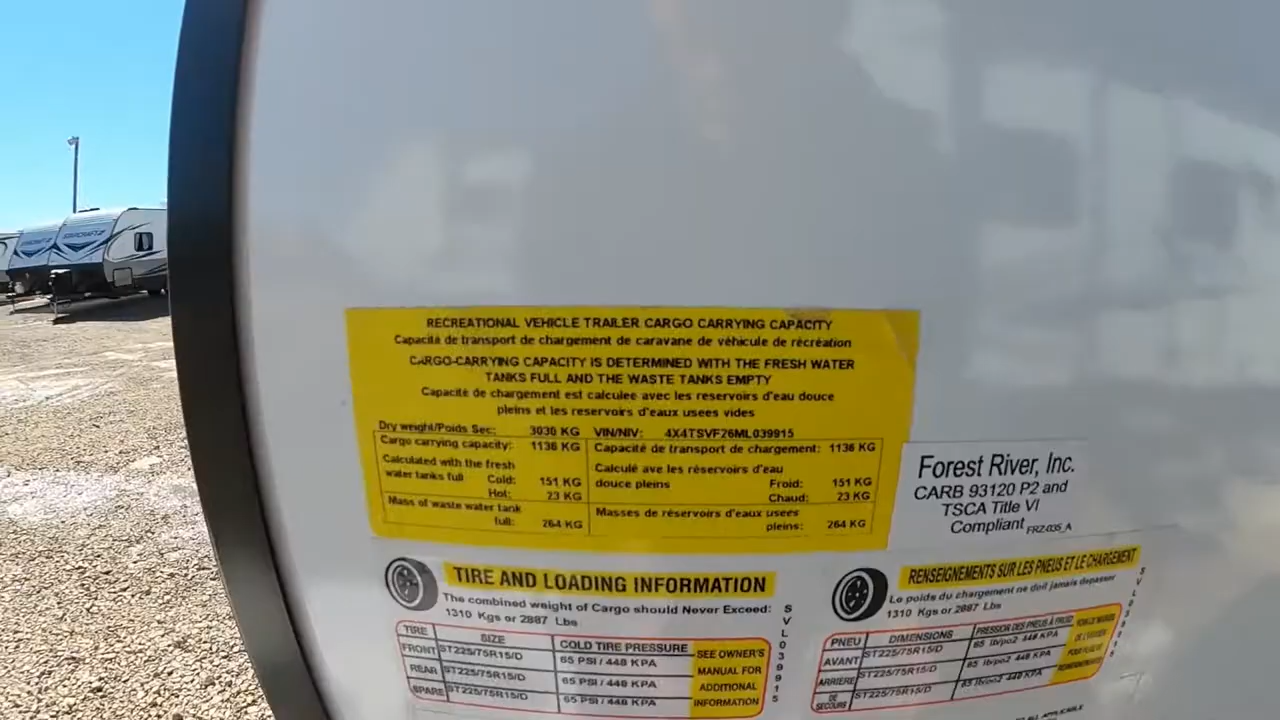 STARCRAFT
RECREATIONAL VEHICLE TRAILER CARGO CARRYING CAPACITY
Capacité de transport de chargement de caravane de véhicule de récréation
CARGO-CARRYING CAPACITY IS DETERMINED WITH THE FRESH WATER
TANKS FULL AND THE WASTE TANKS EMPTY
Capacité de chargement est calculee avec les reservoirs d'eau douce
pleins et les reservoirs d'eaux usees vides
Dry weight/Poids Sec: 3030 KG VIN/NIV: 4X4TSVF26ML039915
Cargo carrying capacity: 1136 KG Capacité de transport de chargement: 1136 KG
Calculated with the fresh
water tanks full Cold: 151 KG
Hot: 23 KG
Calculé ave les réservoirs d'eau
douce pleins Froid: 151 KG
Chaud: 23 KG
Mass of waste water tank
full: 264 KG
Masses de réservoirs d'eaux usees
pleins: 264 KG
Forest River, Inc.
CARB 93120 P2 and
TSCA Title VI
Compliant FRZ-035_A
TIRE AND LOADING INFORMATION
The combined weight of Cargo should Never Exceed:
1310 Kgs or 2887 Lbs
TIRE SIZE COLD TIRE PRESSURE
FRONT ST225/75R15/D 65 PSI / 448 KPA
REAR ST225/75R15/D 65 PSI / 448 KPA
SPARE ST225/75R15/D 65 PSI / 448 KPA
SEE OWNER'S
MANUAL FOR
ADDITIONAL
INFORMATION
SVL039915
RENSEIGNEMENTS SUR LES PNEUS ET LE CHARGEMENT
Le poids du chargement ne doit jamais depasser
1310 Kgs or 2887 Lbs
PNEU DIMENSIONS PRESSION DES PNEUS À FROID
AVANT ST225/75R15/D 65 lb/po2 448 KPA
ARRIERE ST225/75R15/D 65 lb/po2 448 KPA
DE SECOURS ST225/75R15/D 65 lb/po2 448 KPA